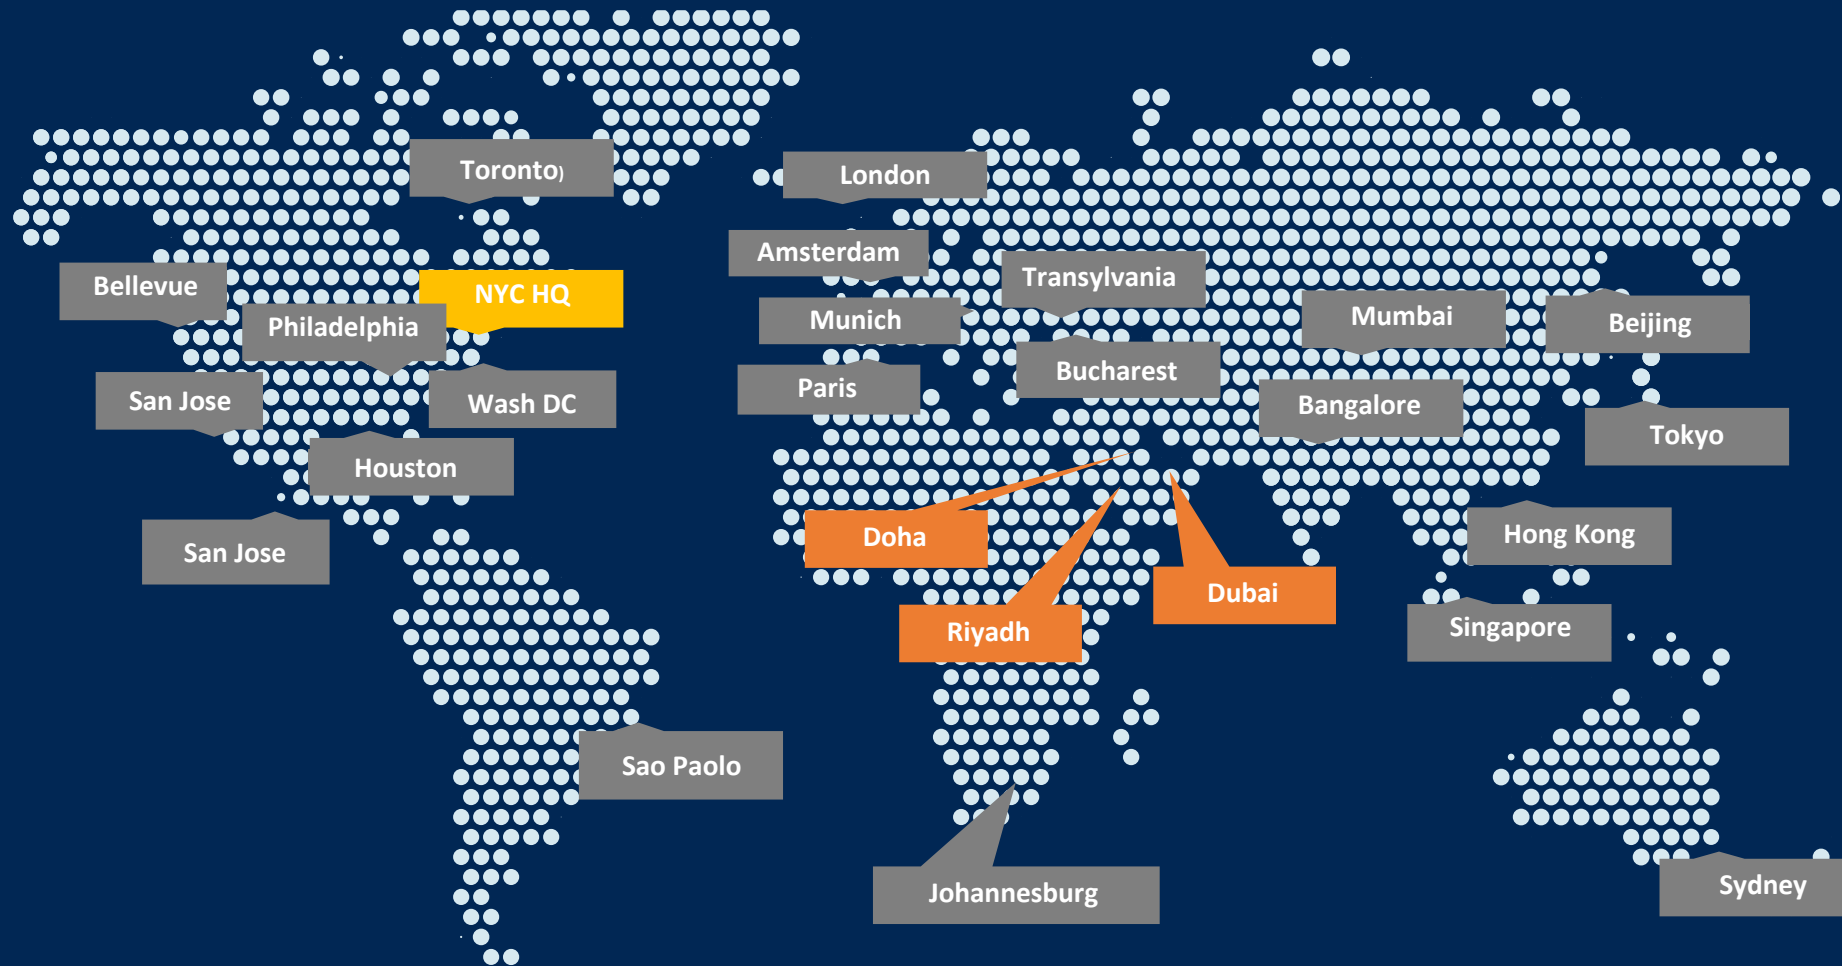 Toronto)
London
Amsterdam
Transylvania
Bellevue
NYC HQ
Philadelphia
Munich
Mumbai
Beijing
San Jose
Wash DC
Paris
Bucharest
Bangalore
Tokyo
Houston
San Jose
Doha
Hong Kong
Dubai
Riyadh
Singapore
Sao Paolo
Johannesburg
Sydney